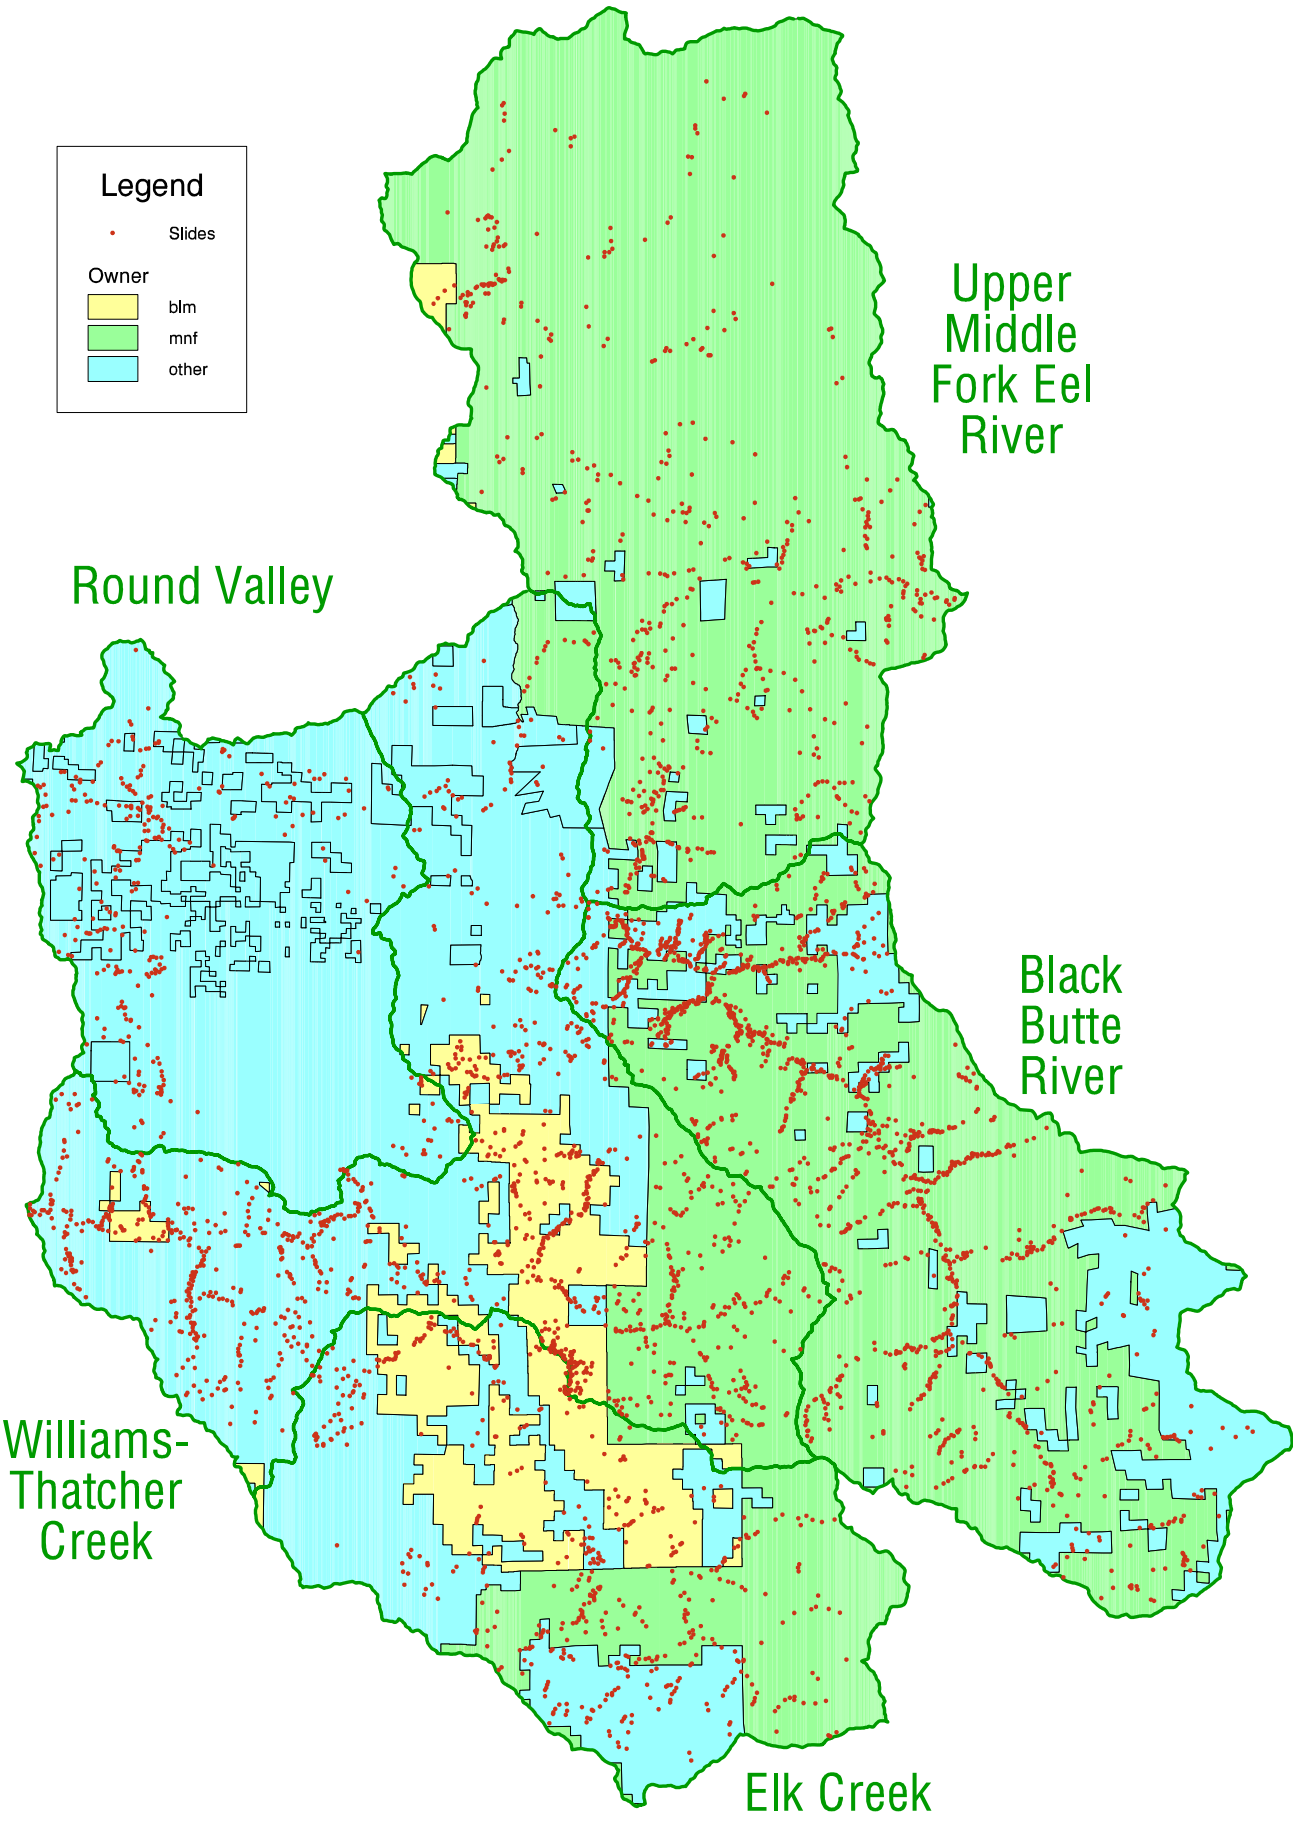 Legend
Slides
Owner
blm
mnf
other
Upper
Middle
Fork Eel
River
Round Valley
Black
Butte
River
Williams-
Thatcher
Creek
Elk Creek